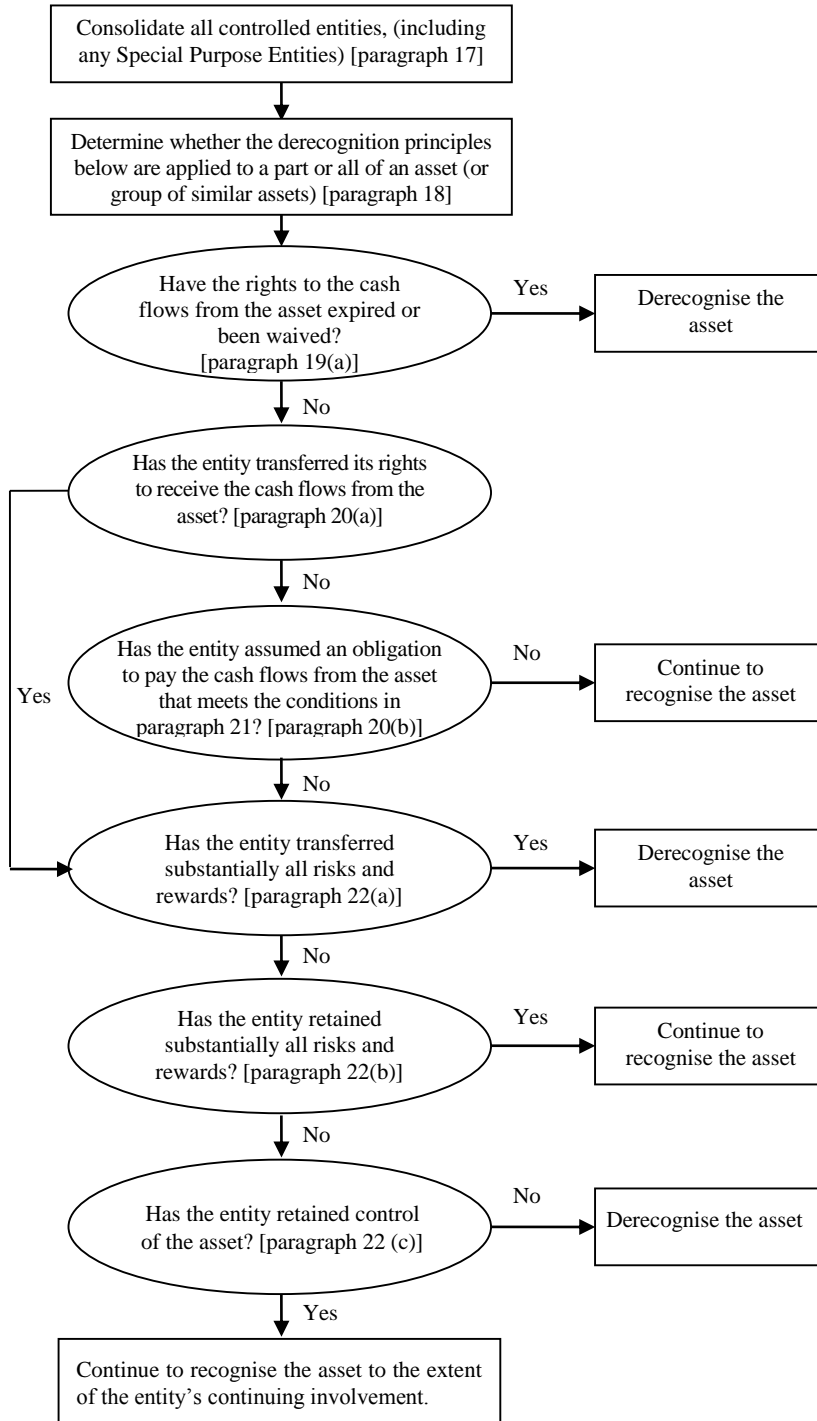 Consolidate all controlled entities, (including
any Special Purpose Entities) [paragraph 17]
Determine whether the derecognition principles
below are applied to a part or all of an asset (or
group of similar assets) [paragraph 18]
Have the rights to the cash
flows from the asset expired or
been waived?
[paragraph 19(a)]
Yes
Derecognise the
asset
No
Has the entity transferred its rights
to receive the cash flows from the
asset? [paragraph 20(a)]
No
Has the entity assumed an obligation
to pay the cash flows from the asset
that meets the conditions in
paragraph 21? [paragraph 20(b)]
No
Continue to
recognise the asset
Yes
No
Has the entity transferred
substantially all risks and
rewards? [paragraph 22(a)]
Yes
Derecognise the
asset
No
Has the entity retained
substantially all risks and
rewards? [paragraph 22(b)]
Yes
Continue to
recognise the asset
No
Has the entity retained control
of the asset? [paragraph 22 (c)]
No
Derecognise the asset
Yes
Continue to recognise the asset to the extent
of the entity’s continuing involvement.